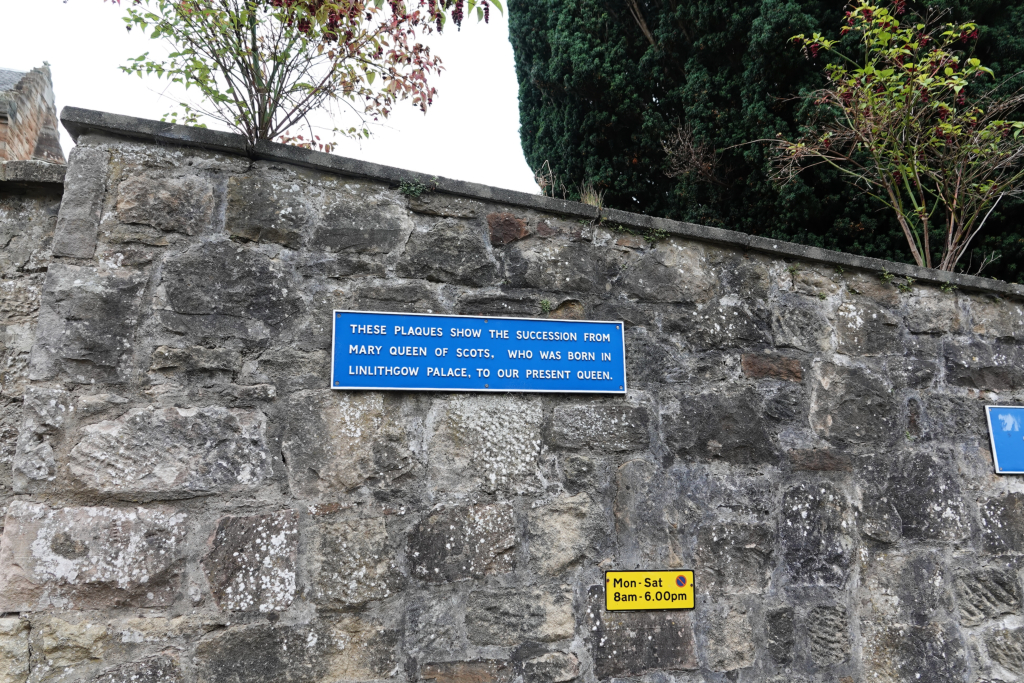 THESE PLAQUES SHOW THE SUCCESSION FROM
MARY QUEEN OF SCOTS, WHO WAS BORN IN
LINLITHGOW PALACE, TO OUR PRESENT QUEEN.
Mon-Sat
8am-6.00pm